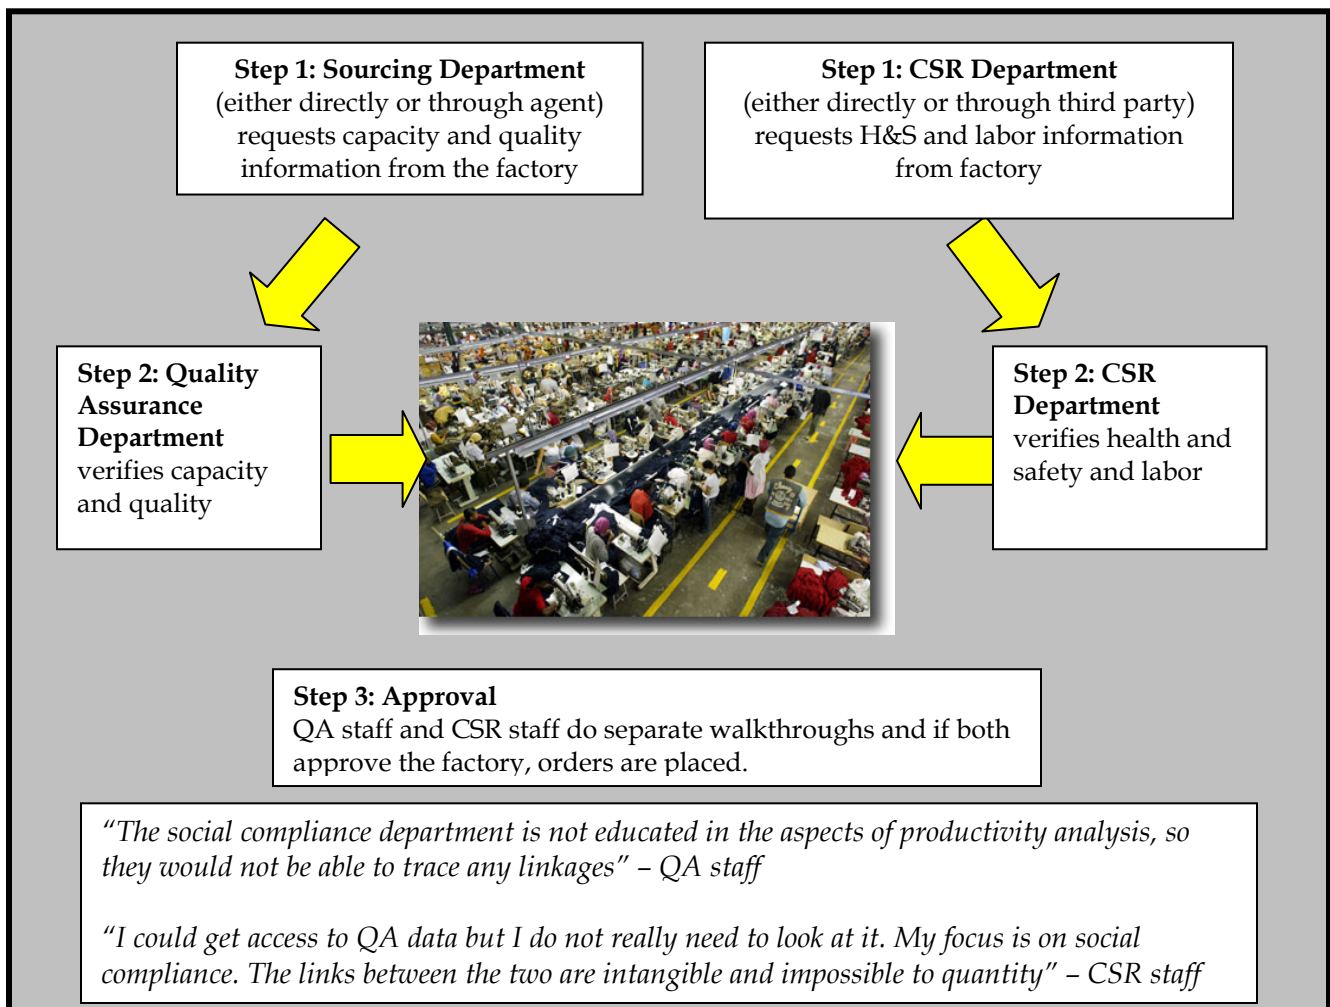 Step 1: Sourcing Department
(either directly or through agent)
requests capacity and quality
information from the factory
Step 1: CSR Department
(either directly or through third party)
requests H&S and labor information
from factory
Step 2: Quality
Assurance
Department
verifies capacity
and quality
Step 2: CSR
Department
verifies health and
safety and labor
Step 3: Approval
QA staff and CSR staff do separate walkthroughs and if both
approve the factory, orders are placed.
“The social compliance department is not educated in the aspects of productivity analysis, so
they would not be able to trace any linkages” – QA staff
“I could get access to QA data but I do not really need to look at it. My focus is on social
compliance. The links between the two are intangible and impossible to quantity” – CSR staff